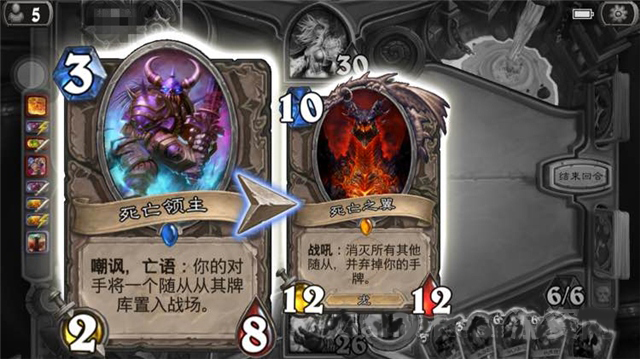 5
30
3
死亡领主
嘲讽，亡语：你的对
手将一个随从从其牌
库置入战场。
2
8
10
死亡之翼
战吼：消灭所有其他
随从，并弃掉你的手
牌。
龙
12
12
结束回合
6/6
26